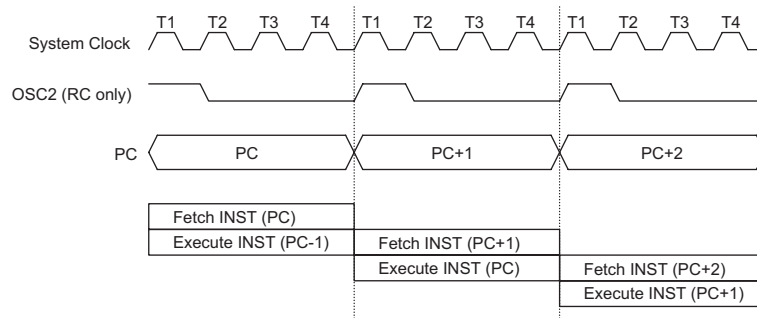 T1 T2 T3 T4 T1 T2 T3 T4 T1 T2 T3 T4
System Clock
OSC2 (RC only)
PC PC PC+1 PC+2
Fetch INST (PC)
Execute INST (PC-1) Fetch INST (PC+1)
Execute INST (PC) Fetch INST (PC+2)
Execute INST (PC+1)